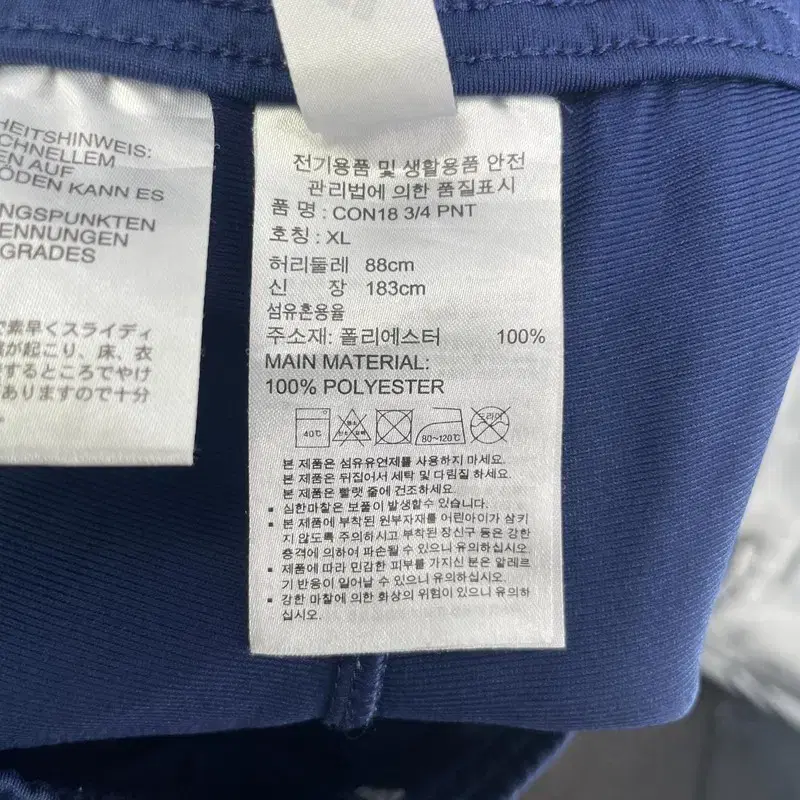 HEITSHINWEIS:
CHNELLEM
EN AUF
ÖDEN KANN ES
NGSPUNKTEN
ENNUNGEN
GRADES
で素早くスライディ
が起こり、床、衣
するところでやけ
ありますので十分
전기용품 및 생활용품 안전
관리법에 의한 품질표시
품 명 : CON18 3/4 PNT
호칭 : XL
허리둘레 88cm
신 장 183cm
섬유혼용율
주소재: 폴리에스터 100%
MAIN MATERIAL:
100% POLYESTER
40℃
염소
산소 표백
80~120℃
드라이
본 제품은 섬유유연제를 사용하지 마세요.
본 제품은 뒤집어서 세탁 및 다림질 하세요.
본 제품은 빨랫 줄에 건조하세요.
▪ 심한마찰은 보풀이 발생할수 있습니다.
▪ 본 제품에 부착된 원부자재를 어린아이가 삼키
지 않도록 주의하시고 부착된 장신구 등은 강한
충격에 의하여 파손될 수 있으니 유의하십시오.
▪ 제품에 따라 민감한 피부를 가지신 분은 알레르
기 반응이 일어날 수 있으니 유의하십시오.
▪ 강한 마찰에 의한 화상의 위험이 있으니 유의하
십시오.